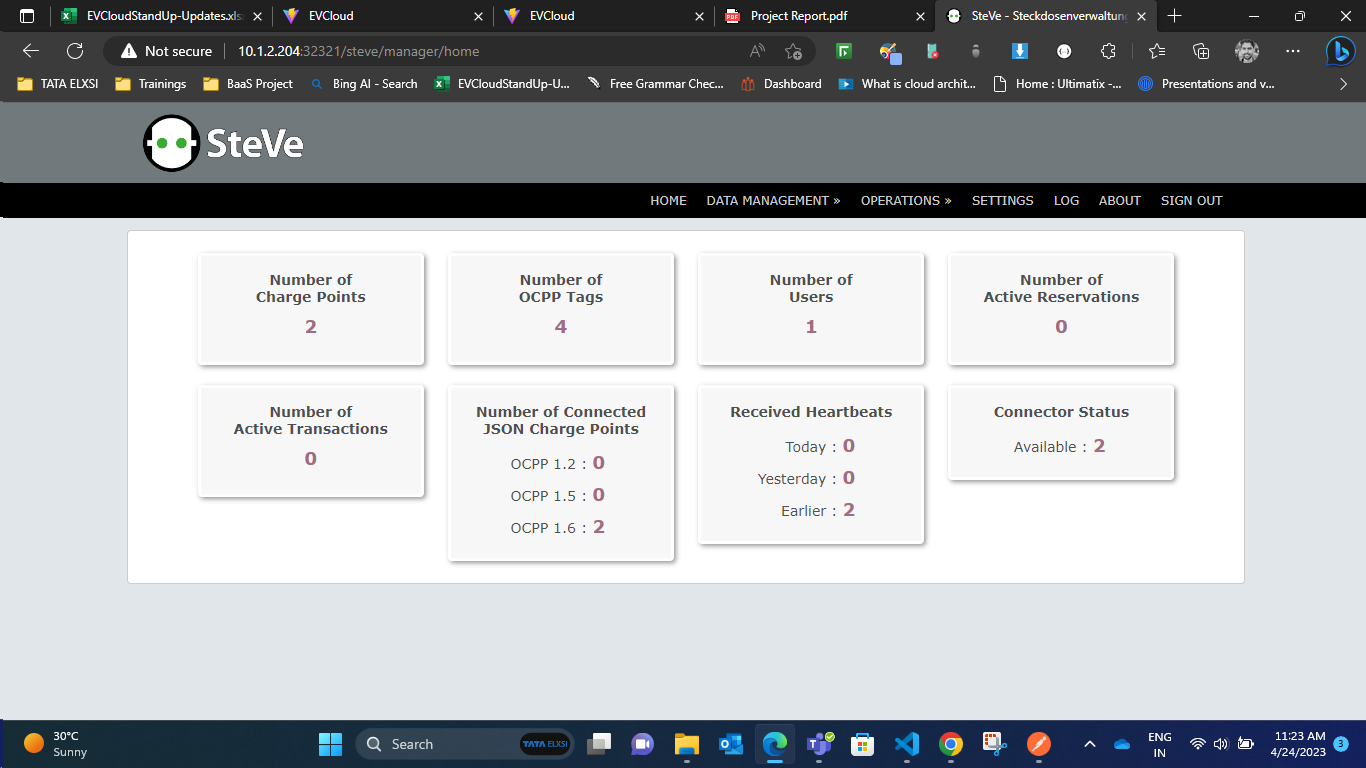 EVCloudStandUp-Updates.xls
EVCloud
EVCloud
Project Report.pdf
SteVe - Steckdosenverwaltung
Not secure
10.1.2.204:32321/steve/manager/home
TATA ELXSI
Trainings
BaaS Project
Bing AI - Search
EVCloudStandUp-U...
Free Grammar Chec...
Dashboard
What is cloud archit...
Home : Ultimatix -...
Presentations and v...
SteVe
HOME DATA MANAGEMENT » OPERATIONS » SETTINGS LOG ABOUT SIGN OUT
Number of
Charge Points
2
Number of
OCPP Tags
4
Number of
Users
1
Number of
Active Reservations
0
Number of
Active Transactions
0
Number of Connected
JSON Charge Points
OCPP 1.2 : 0
OCPP 1.5 : 0
OCPP 1.6 : 2
Received Heartbeats
Today : 0
Yesterday : 0
Earlier : 2
Connector Status
Available : 2
30°C
Sunny
Search
TATA ELXSI
ENG
IN
11:23 AM
4/24/2023
3